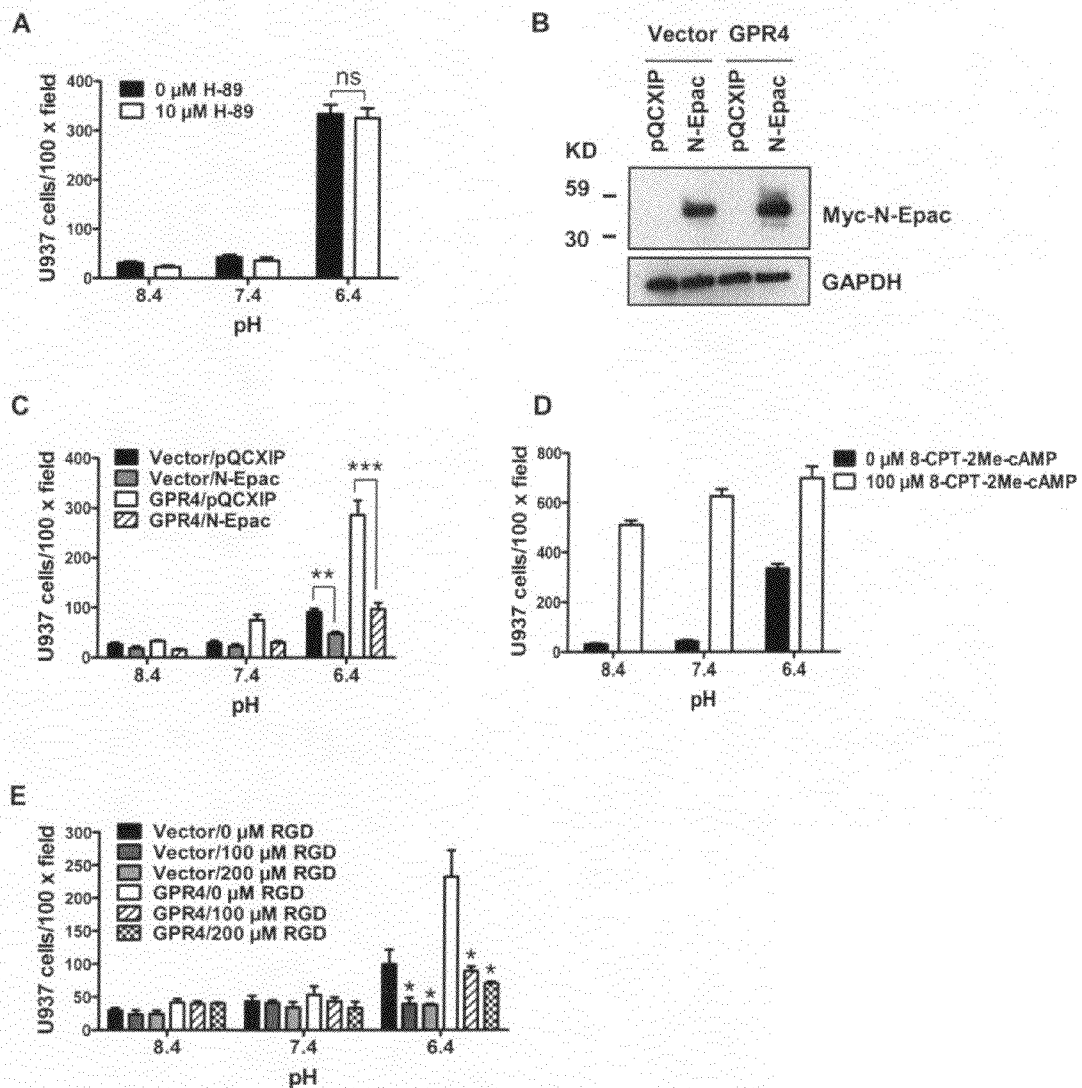 A
U937 cells/100 x field
400
300
200
100
0
0 µM H-89
10 µM H-89
ns
8.4
7.4
6.4
pH
B
Vector GPR4
pQCXIP
N-Epac
pQCXIP
N-Epac
KD
59
30
Myc-N-Epac
GAPDH
C
U937 cells/100 x field
400
300
200
100
0
Vector/pQCXIP
Vector/N-Epac
GPR4/pQCXIP
GPR4/N-Epac
**
***
8.4
7.4
6.4
pH
D
U937 cells/100 x field
800
600
400
200
0
0 µM 8-CPT-2Me-cAMP
100 µM 8-CPT-2Me-cAMP
8.4
7.4
6.4
pH
E
U937 cells/100 x field
300
250
200
150
100
50
0
Vector/0 µM RGD
Vector/100 µM RGD
Vector/200 µM RGD
GPR4/0 µM RGD
GPR4/100 µM RGD
GPR4/200 µM RGD
*
*
*
*
8.4
7.4
6.4
pH